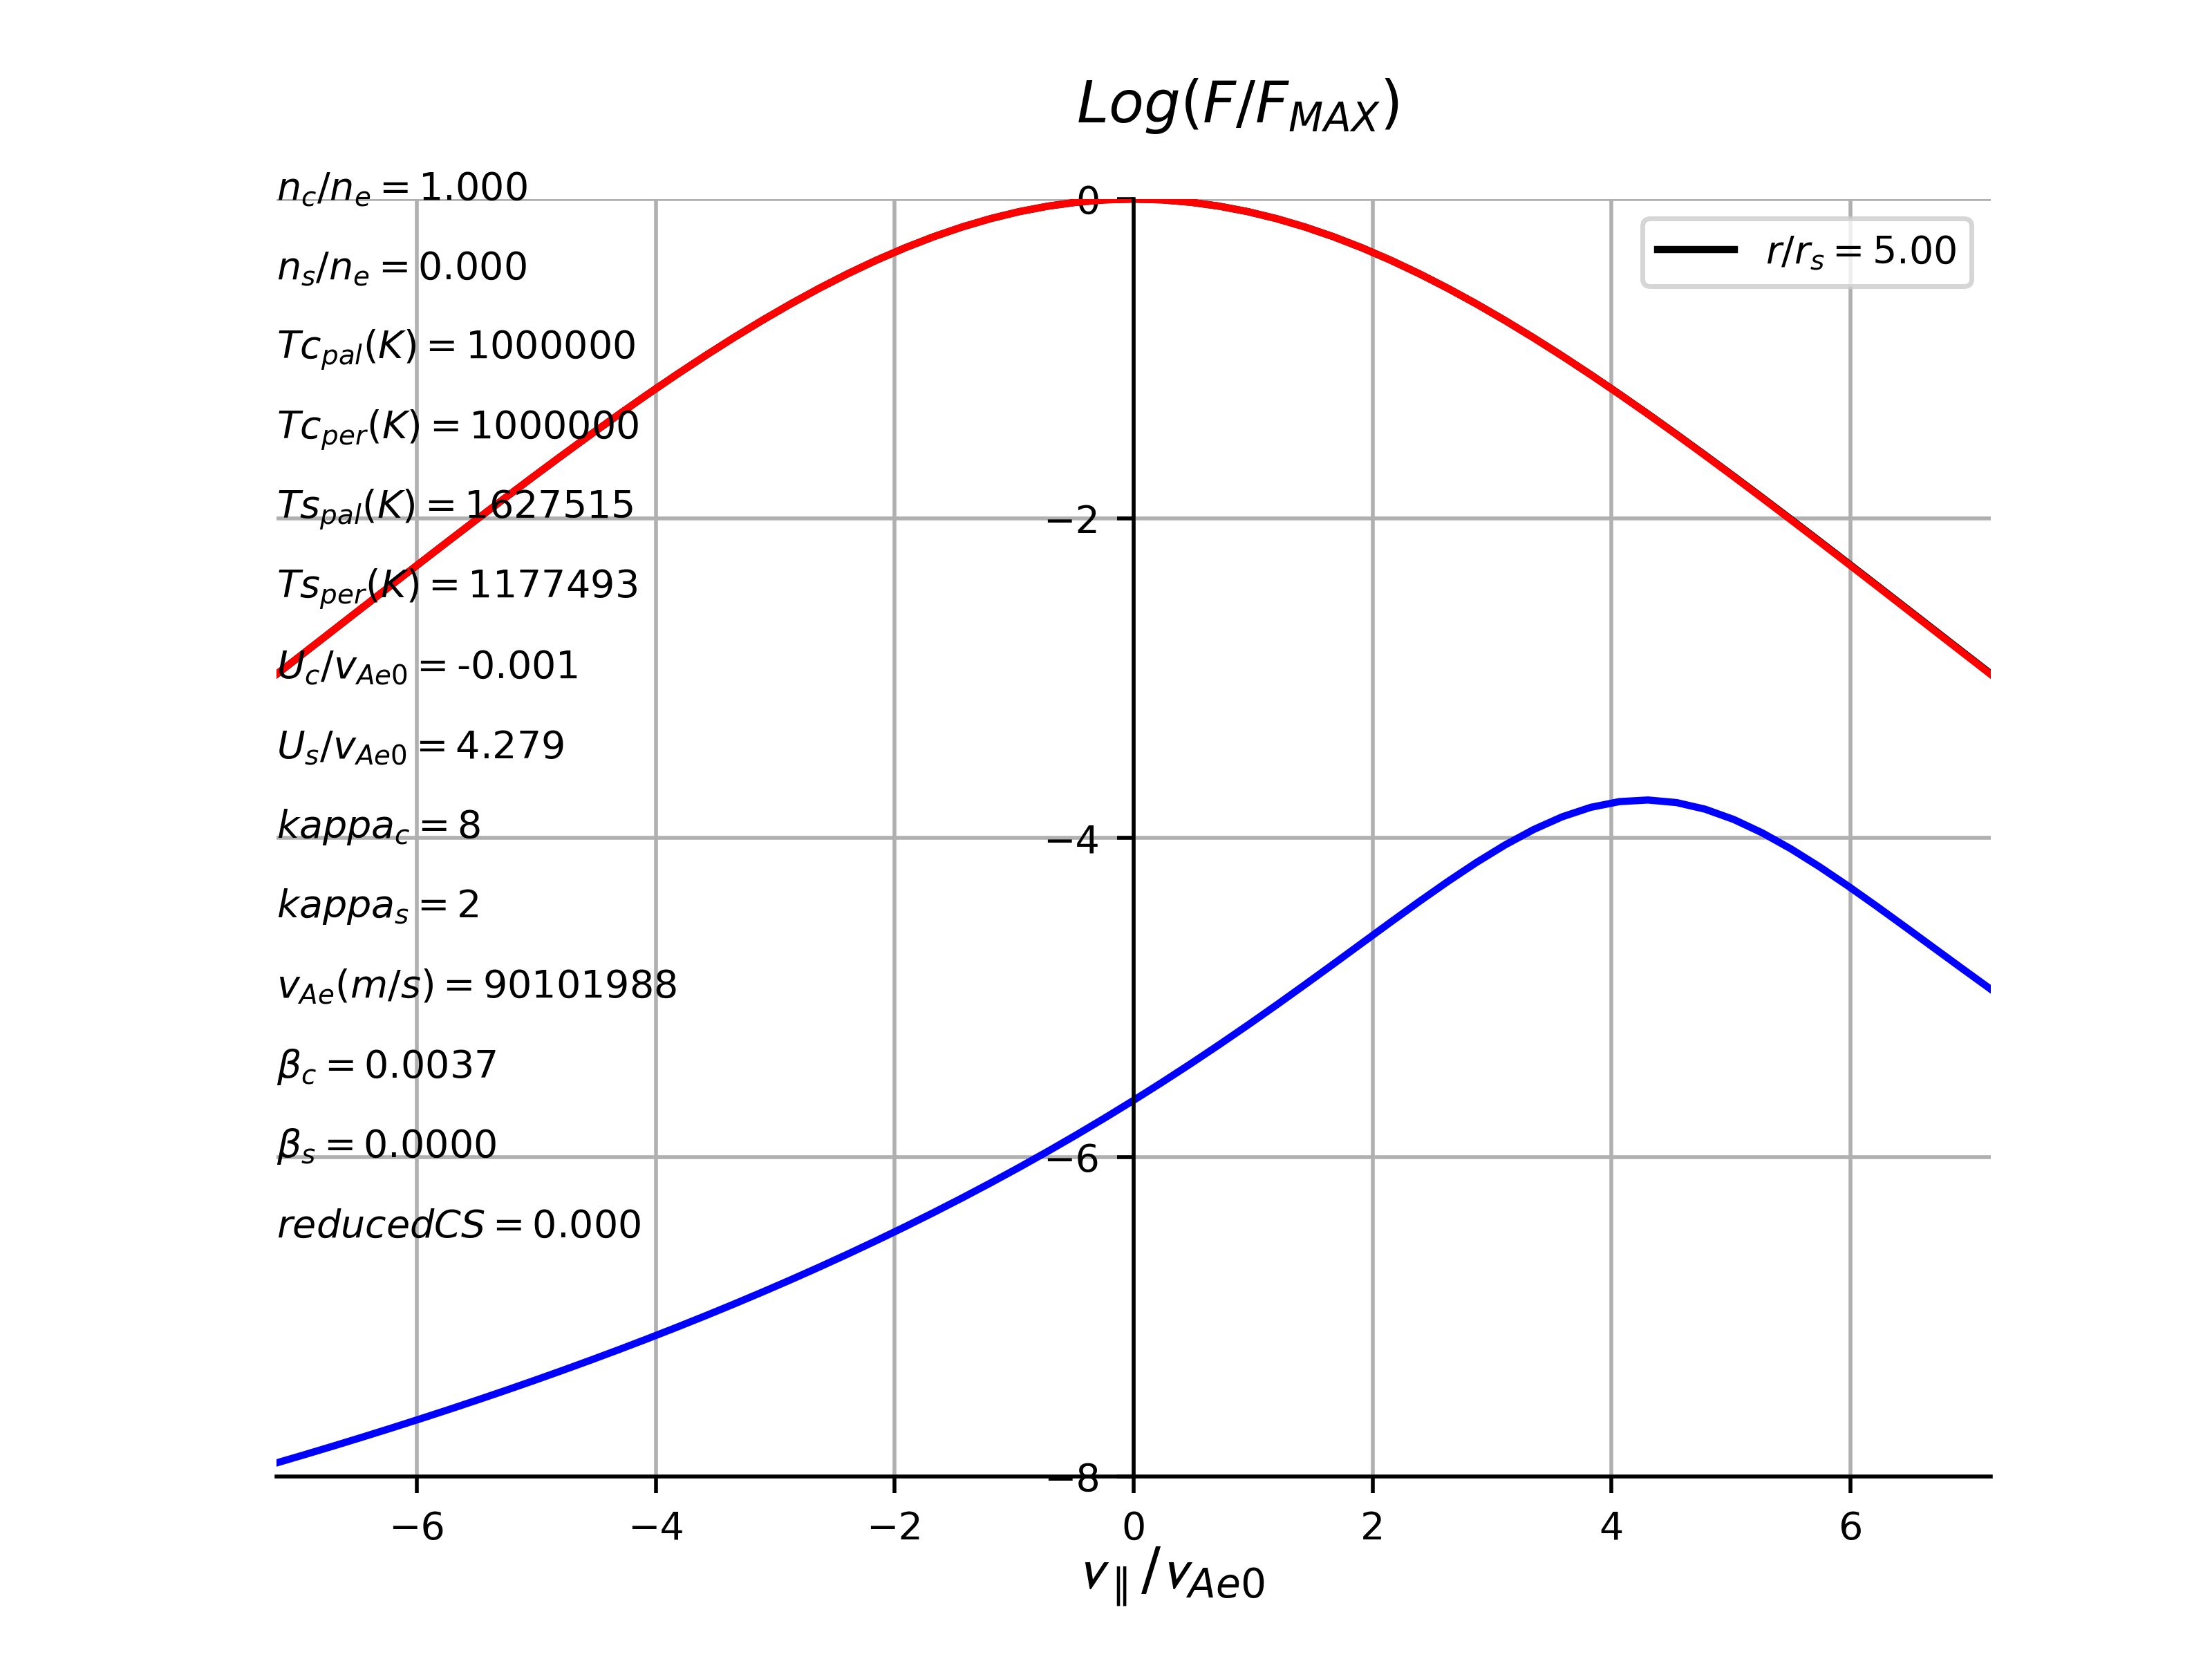 Log(F/F_MAX)
n_c/n_e = 1.000
n_s/n_e = 0.000
Tc_pal(K) = 1000000
Tc_per(K) = 1000000
Ts_pal(K) = 1627515
Ts_per(K) = 1177493
U_c/v_Ae0 = -0.001
U_s/v_Ae0 = 4.279
kappa_c = 8
kappa_s = 2
v_Ae(m/s) = 90101988
β_c = 0.0037
β_s = 0.0000
reducedCS = 0.000
r/r_s = 5.00
0
−2
−4
−6
−8
−6 −4 −2 0 2 4 6
v_∥/v_Ae0